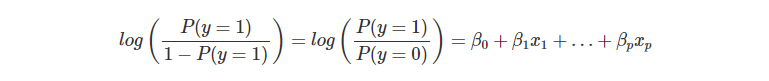 log(P(y = 1) / (1 − P(y = 1))) = log(P(y = 1) / P(y = 0)) = β₀ + β₁x₁ + … + βₚxₚ